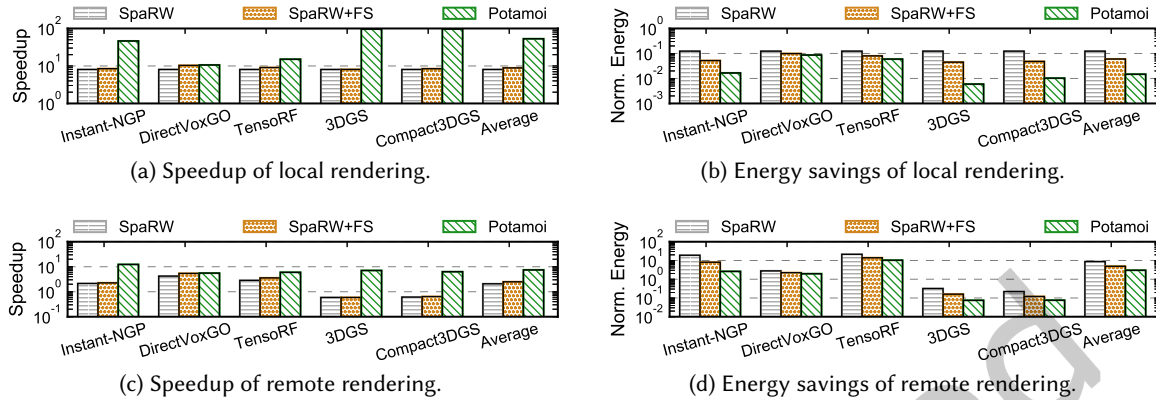 SpaRW SpaRW+FS Potamoi
10^2
10^1
10^0
Speedup
Instant-NGP DirectVoxGO TensoRF 3DGS Compact3DGS Average
(a) Speedup of local rendering.
SpaRW SpaRW+FS Potamoi
10^0
10^-1
10^-2
10^-3
Norm. Energy
Instant-NGP DirectVoxGO TensoRF 3DGS Compact3DGS Average
(b) Energy savings of local rendering.
SpaRW SpaRW+FS Potamoi
10^2
10^1
10^0
10^-1
Speedup
Instant-NGP DirectVoxGO TensoRF 3DGS Compact3DGS Average
(c) Speedup of remote rendering.
SpaRW SpaRW+FS Potamoi
10^2
10^1
10^0
10^-1
10^-2
Norm. Energy
Instant-NGP DirectVoxGO TensoRF 3DGS Compact3DGS Average
(d) Energy savings of remote rendering.